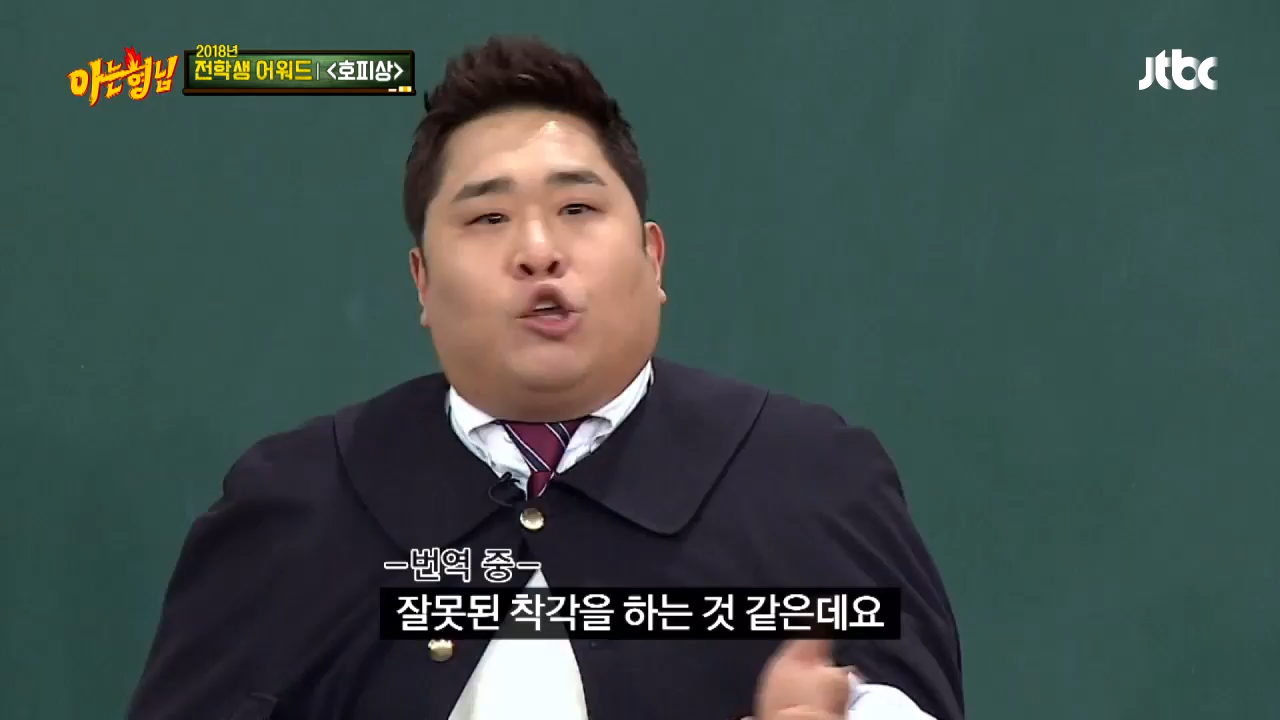 아는형님
2018년
전학생 어워드 | <호피상>
jtbc
-번역 중-
잘못된 착각을 하는 것 같은데요